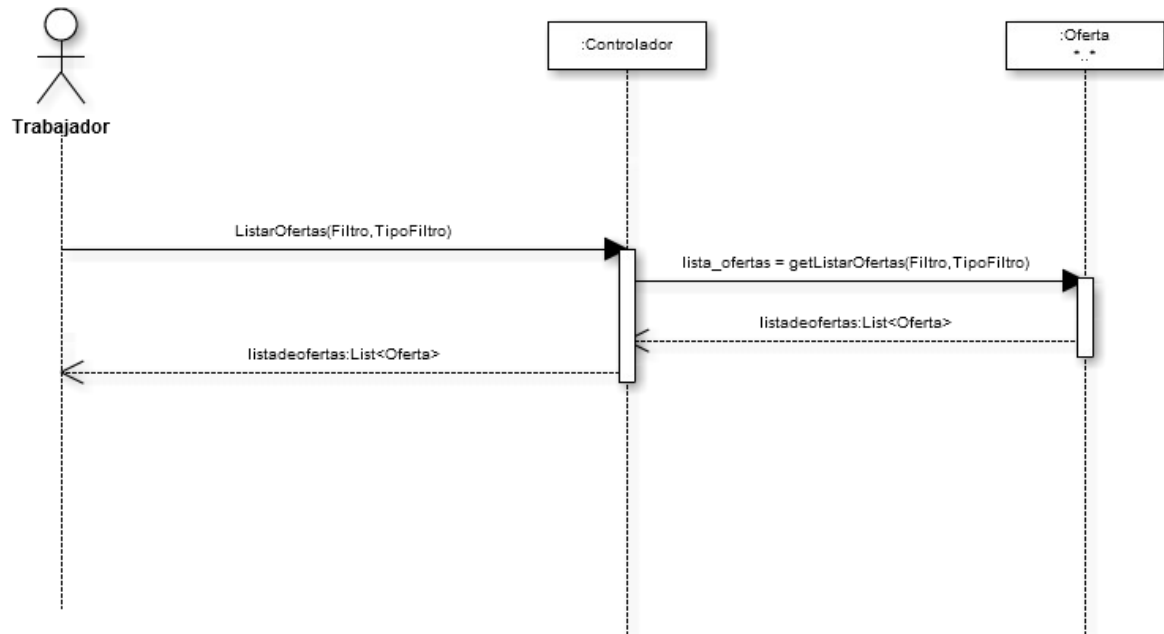 :Controlador
:Oferta
*..*
Trabajador
ListarOfertas(Filtro,TipoFiltro)
lista_ofertas = getListarOfertas(Filtro,TipoFiltro)
listadeofertas:List<Oferta>
listadeofertas:List<Oferta>